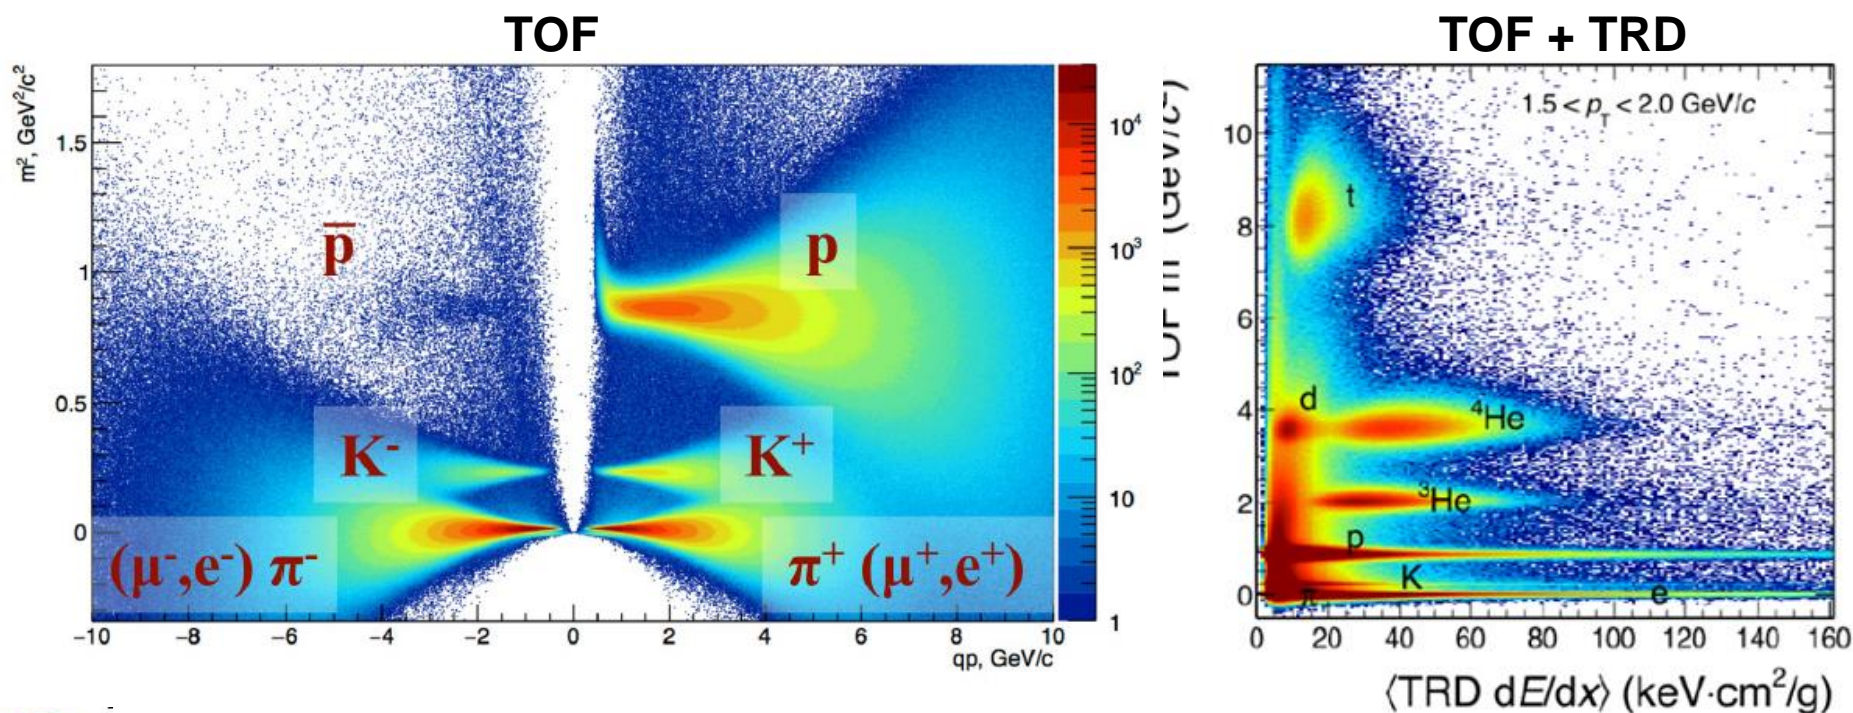 TOF
m², GeV²/c²
1.5
1
0.5
0
p̅
p
K⁻
K⁺
(μ⁻,e⁻) π⁻
π⁺ (μ⁺,e⁺)
−10 −8 −6 −4 −2 0 2 4 6 8 10
qp, GeV/c
10⁴
10³
10²
10
1
TOF + TRD
1.5 < p_T < 2.0 GeV/c
10
8
6
4
2
0
t
d
⁴He
³He
p
K
π
e
0 20 40 60 80 100 120 140 160
⟨TRD dE/dx⟩ (keV·cm²/g)